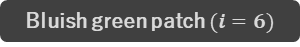 Bluish green patch (i = 6)